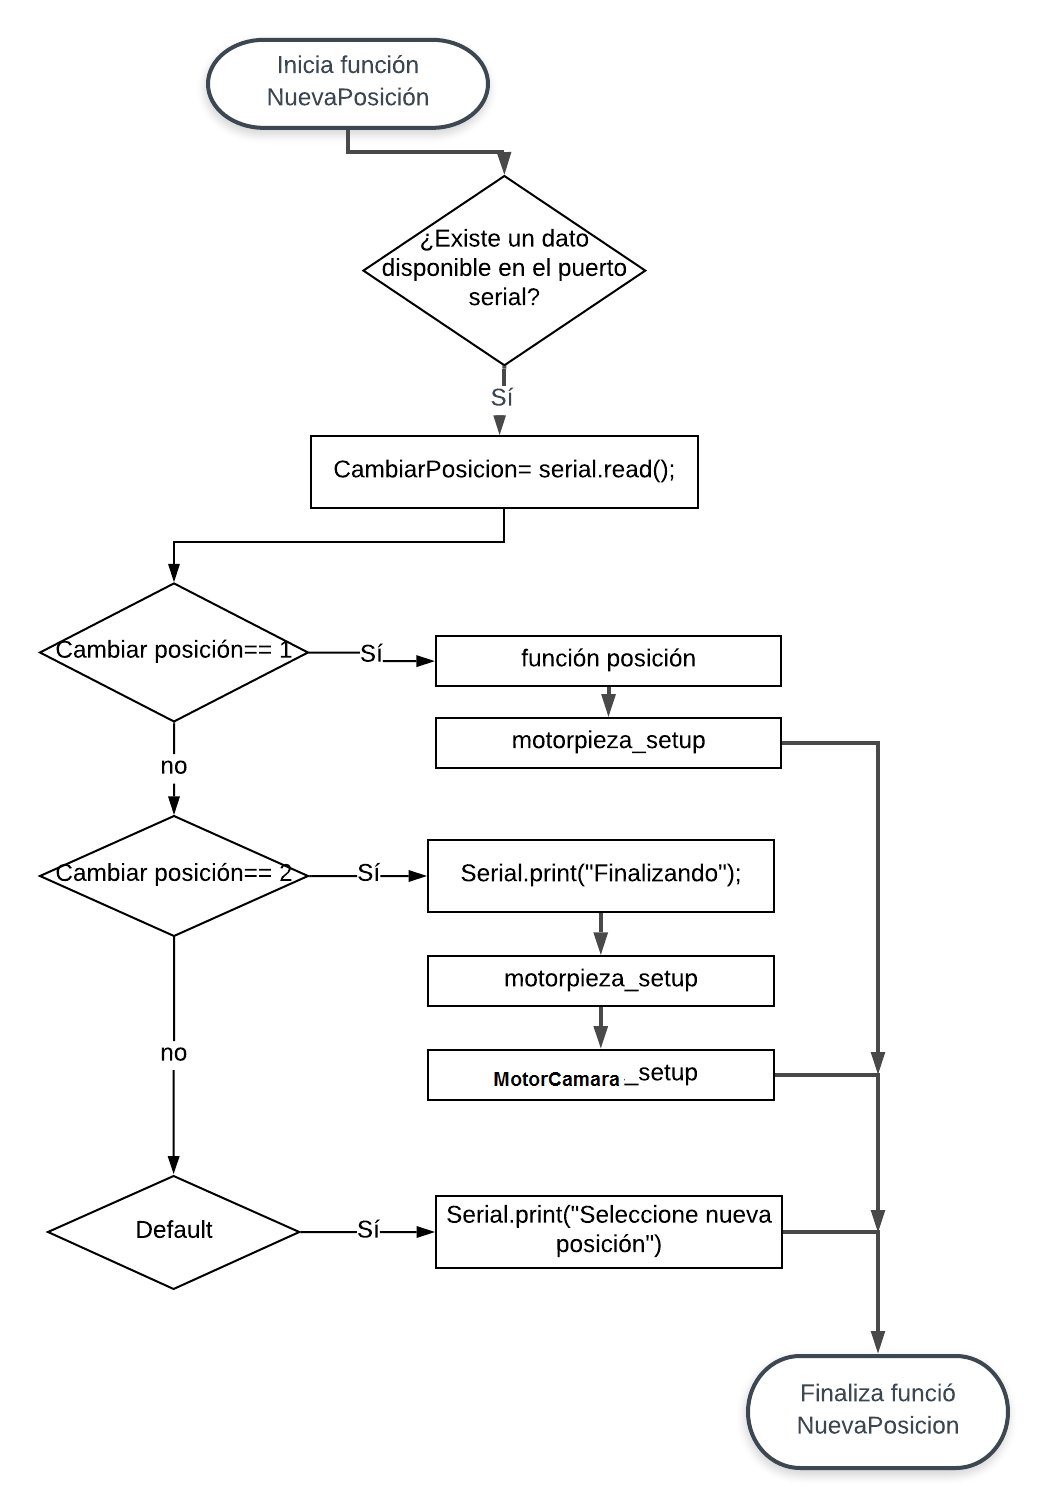 Inicia función
NuevaPosición
¿Existe un dato
disponible en el puerto
serial?
Sí
CambiarPosicion= serial.read();
Cambiar posición== 1
Sí
función posición
motorpieza_setup
no
Cambiar posición== 2
Sí
Serial.print("Finalizando");
motorpieza_setup
MotorCamara _setup
no
Default
Sí
Serial.print("Seleccione nueva
posición")
Finaliza funció
NuevaPosicion